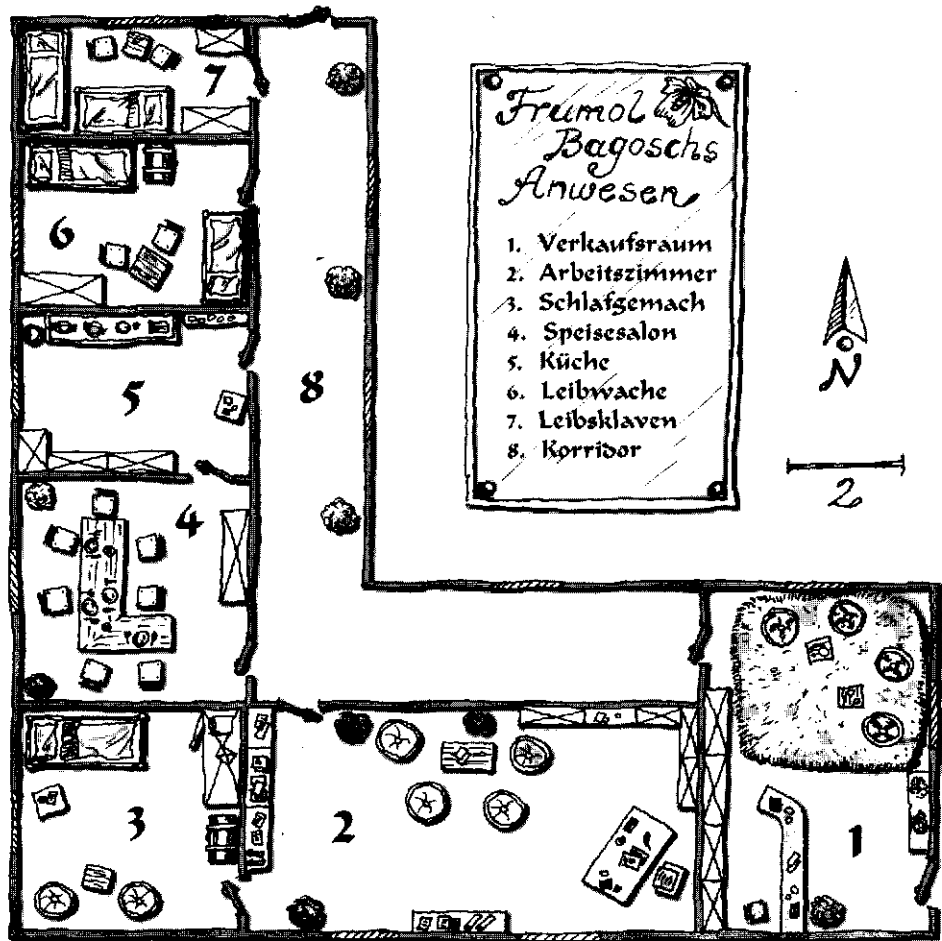 Frumol
Bagoschs
Anwesen
1. Verkaufsraum
2. Arbeitszimmer
3. Schlafgemach
4. Speisesalon
5. Küche
6. Leibwache
7. Leibsklaven
8. Korridor
7
6
5
8
4
3
2
1
N
2